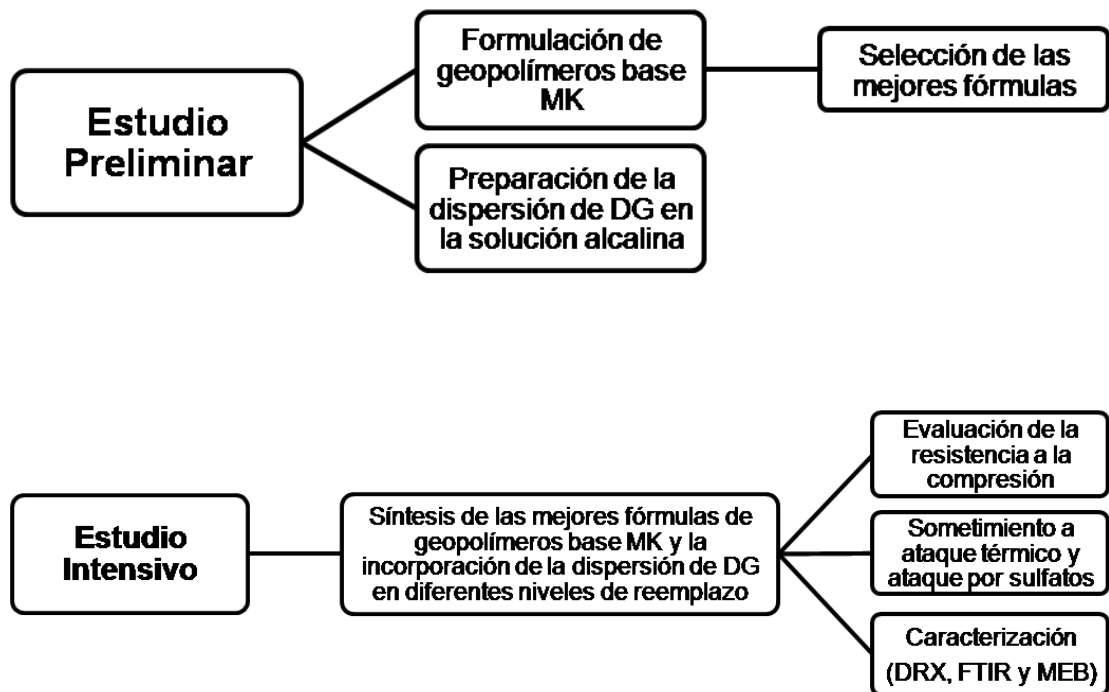 Estudio
Preliminar
Formulación de
geopolímeros base
MK
Selección de las
mejores fórmulas
Preparación de la
dispersión de DG en
la solución alcalina
Estudio
Intensivo
Síntesis de las mejores fórmulas de
geopolímeros base MK y la
incorporación de la dispersión de DG
en diferentes niveles de reemplazo
Evaluación de la
resistencia a la
compresión
Sometimiento a
ataque térmico y
ataque por sulfatos
Caracterización
(DRX, FTIR y MEB)